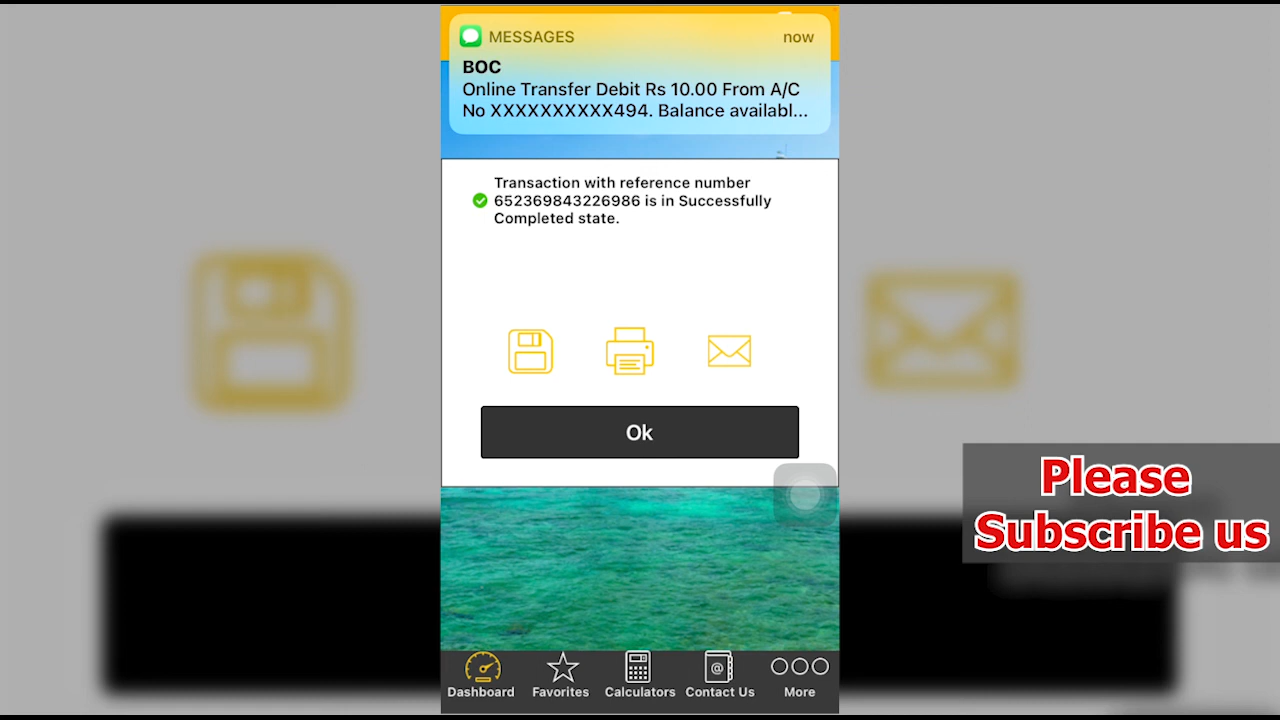 MESSAGES
now
BOC
Online Transfer Debit Rs 10.00 From A/C
No XXXXXXXXXX494. Balance availabl...
Transaction with reference number
652369843226986 is in Successfully
Completed state.
Ok
Please
Subscribe us
Dashboard
Favorites
Calculators
Contact Us
More